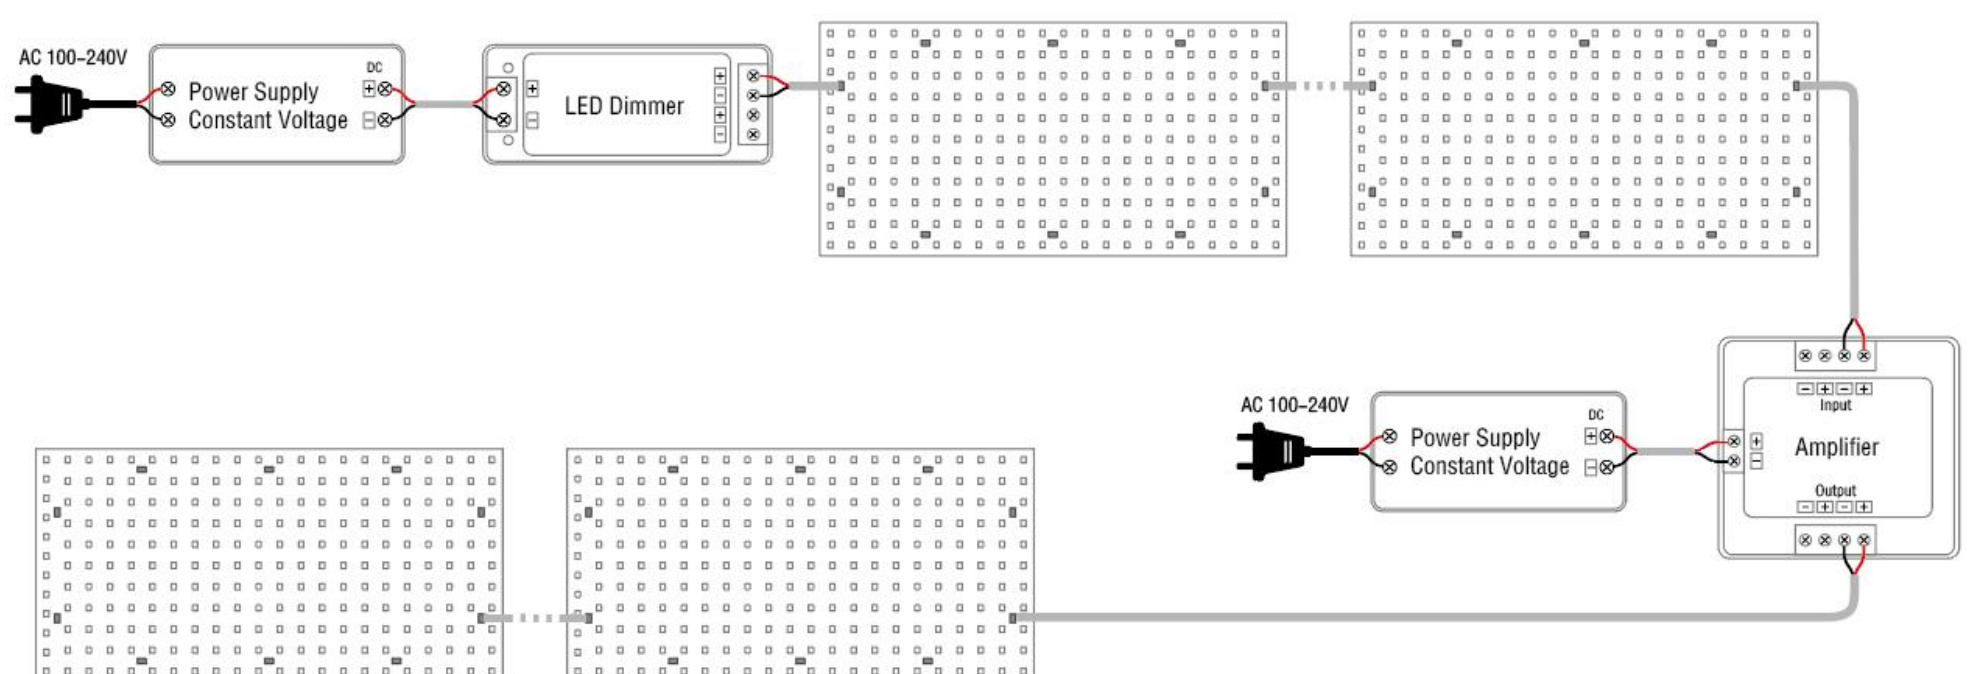 AC 100–240V
DC
Power Supply +
Constant Voltage −
+
−
LED Dimmer
+
−
+
−
− + − +
Input
AC 100–240V
DC
Power Supply +
Constant Voltage −
+
−
Amplifier
Output
− + − +